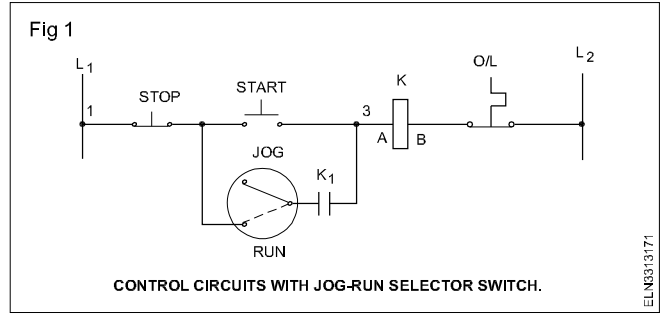 Fig 1
L1
L2
O/L
K
START
STOP
1
3
A
B
JOG
K1
RUN
CONTROL CIRCUITS WITH JOG-RUN SELECTOR SWITCH.
ELN3313171